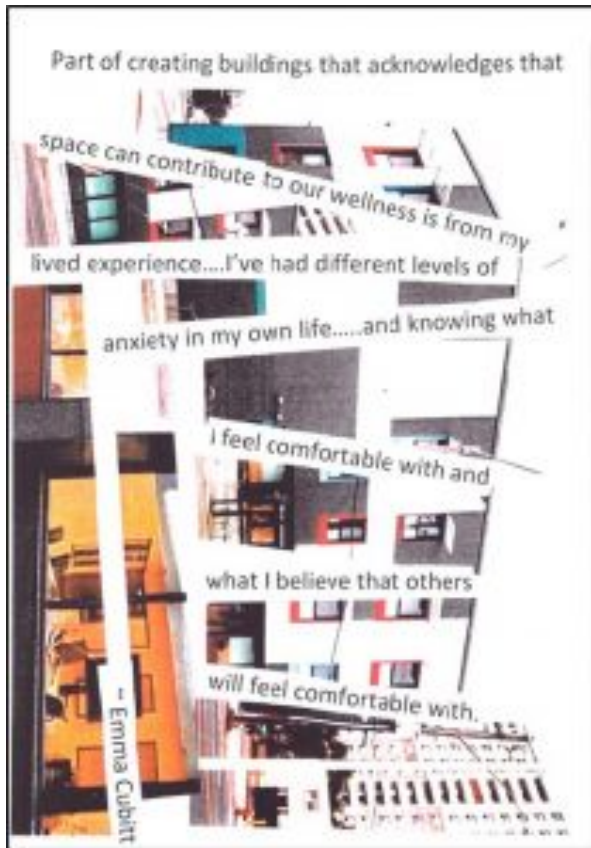 Part of creating buildings that acknowledges that
space can contribute to our wellness is from my
lived experience....I've had different levels of
anxiety in my own life.....and knowing what
I feel comfortable with and
what I believe that others
will feel comfortable with.
~ Emma Cubitt